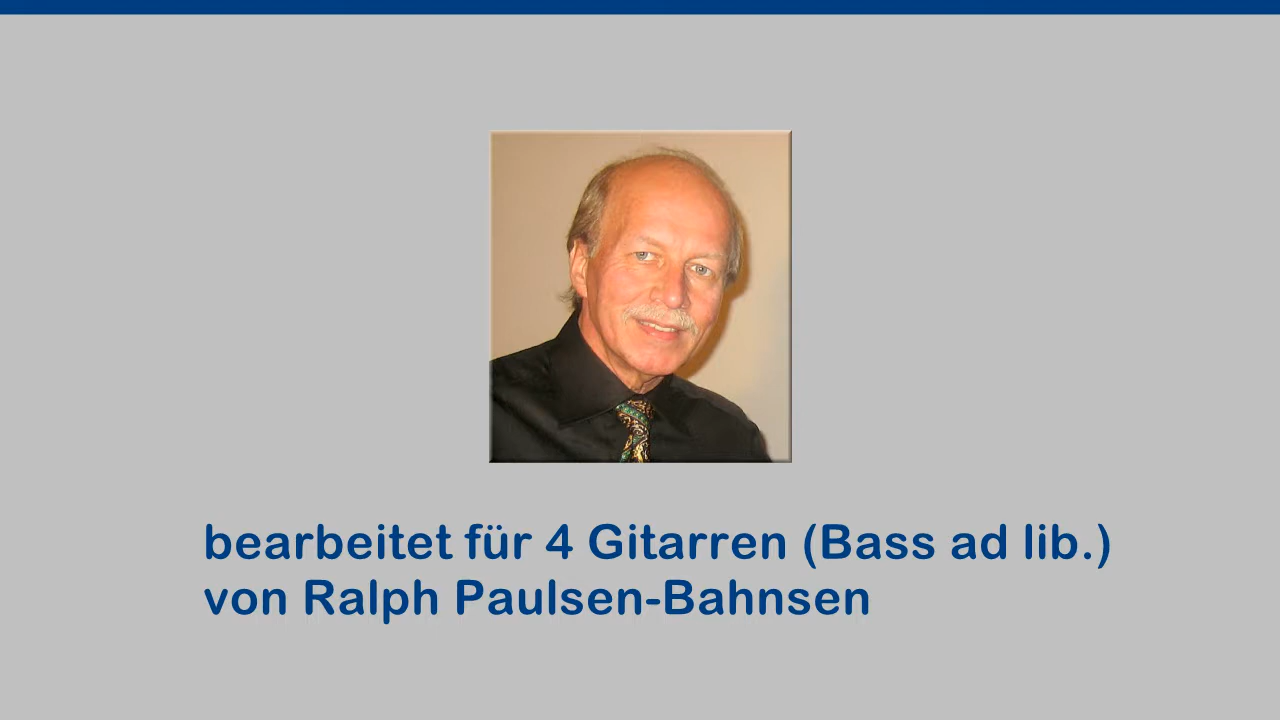 bearbeitet für 4 Gitarren (Bass ad lib.)
von Ralph Paulsen-Bahnsen